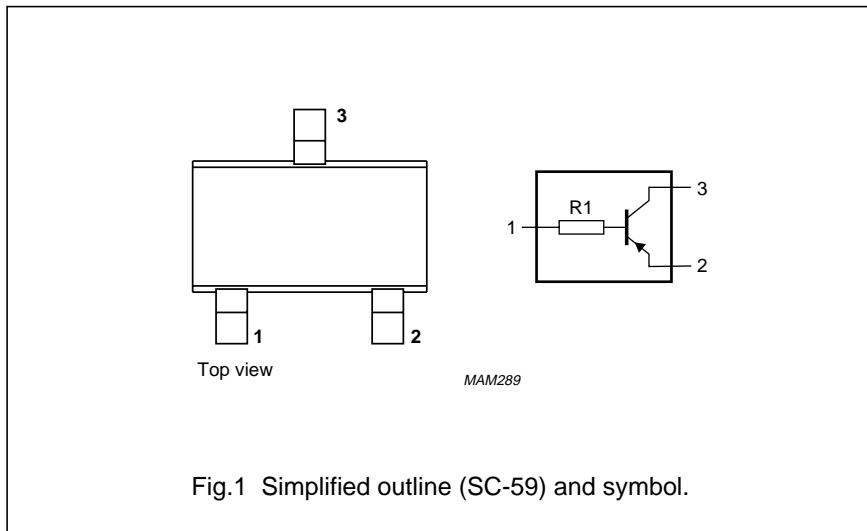 3
3
R1
1
2
1
2
Top view
MAM289
Fig.1 Simplified outline (SC-59) and symbol.